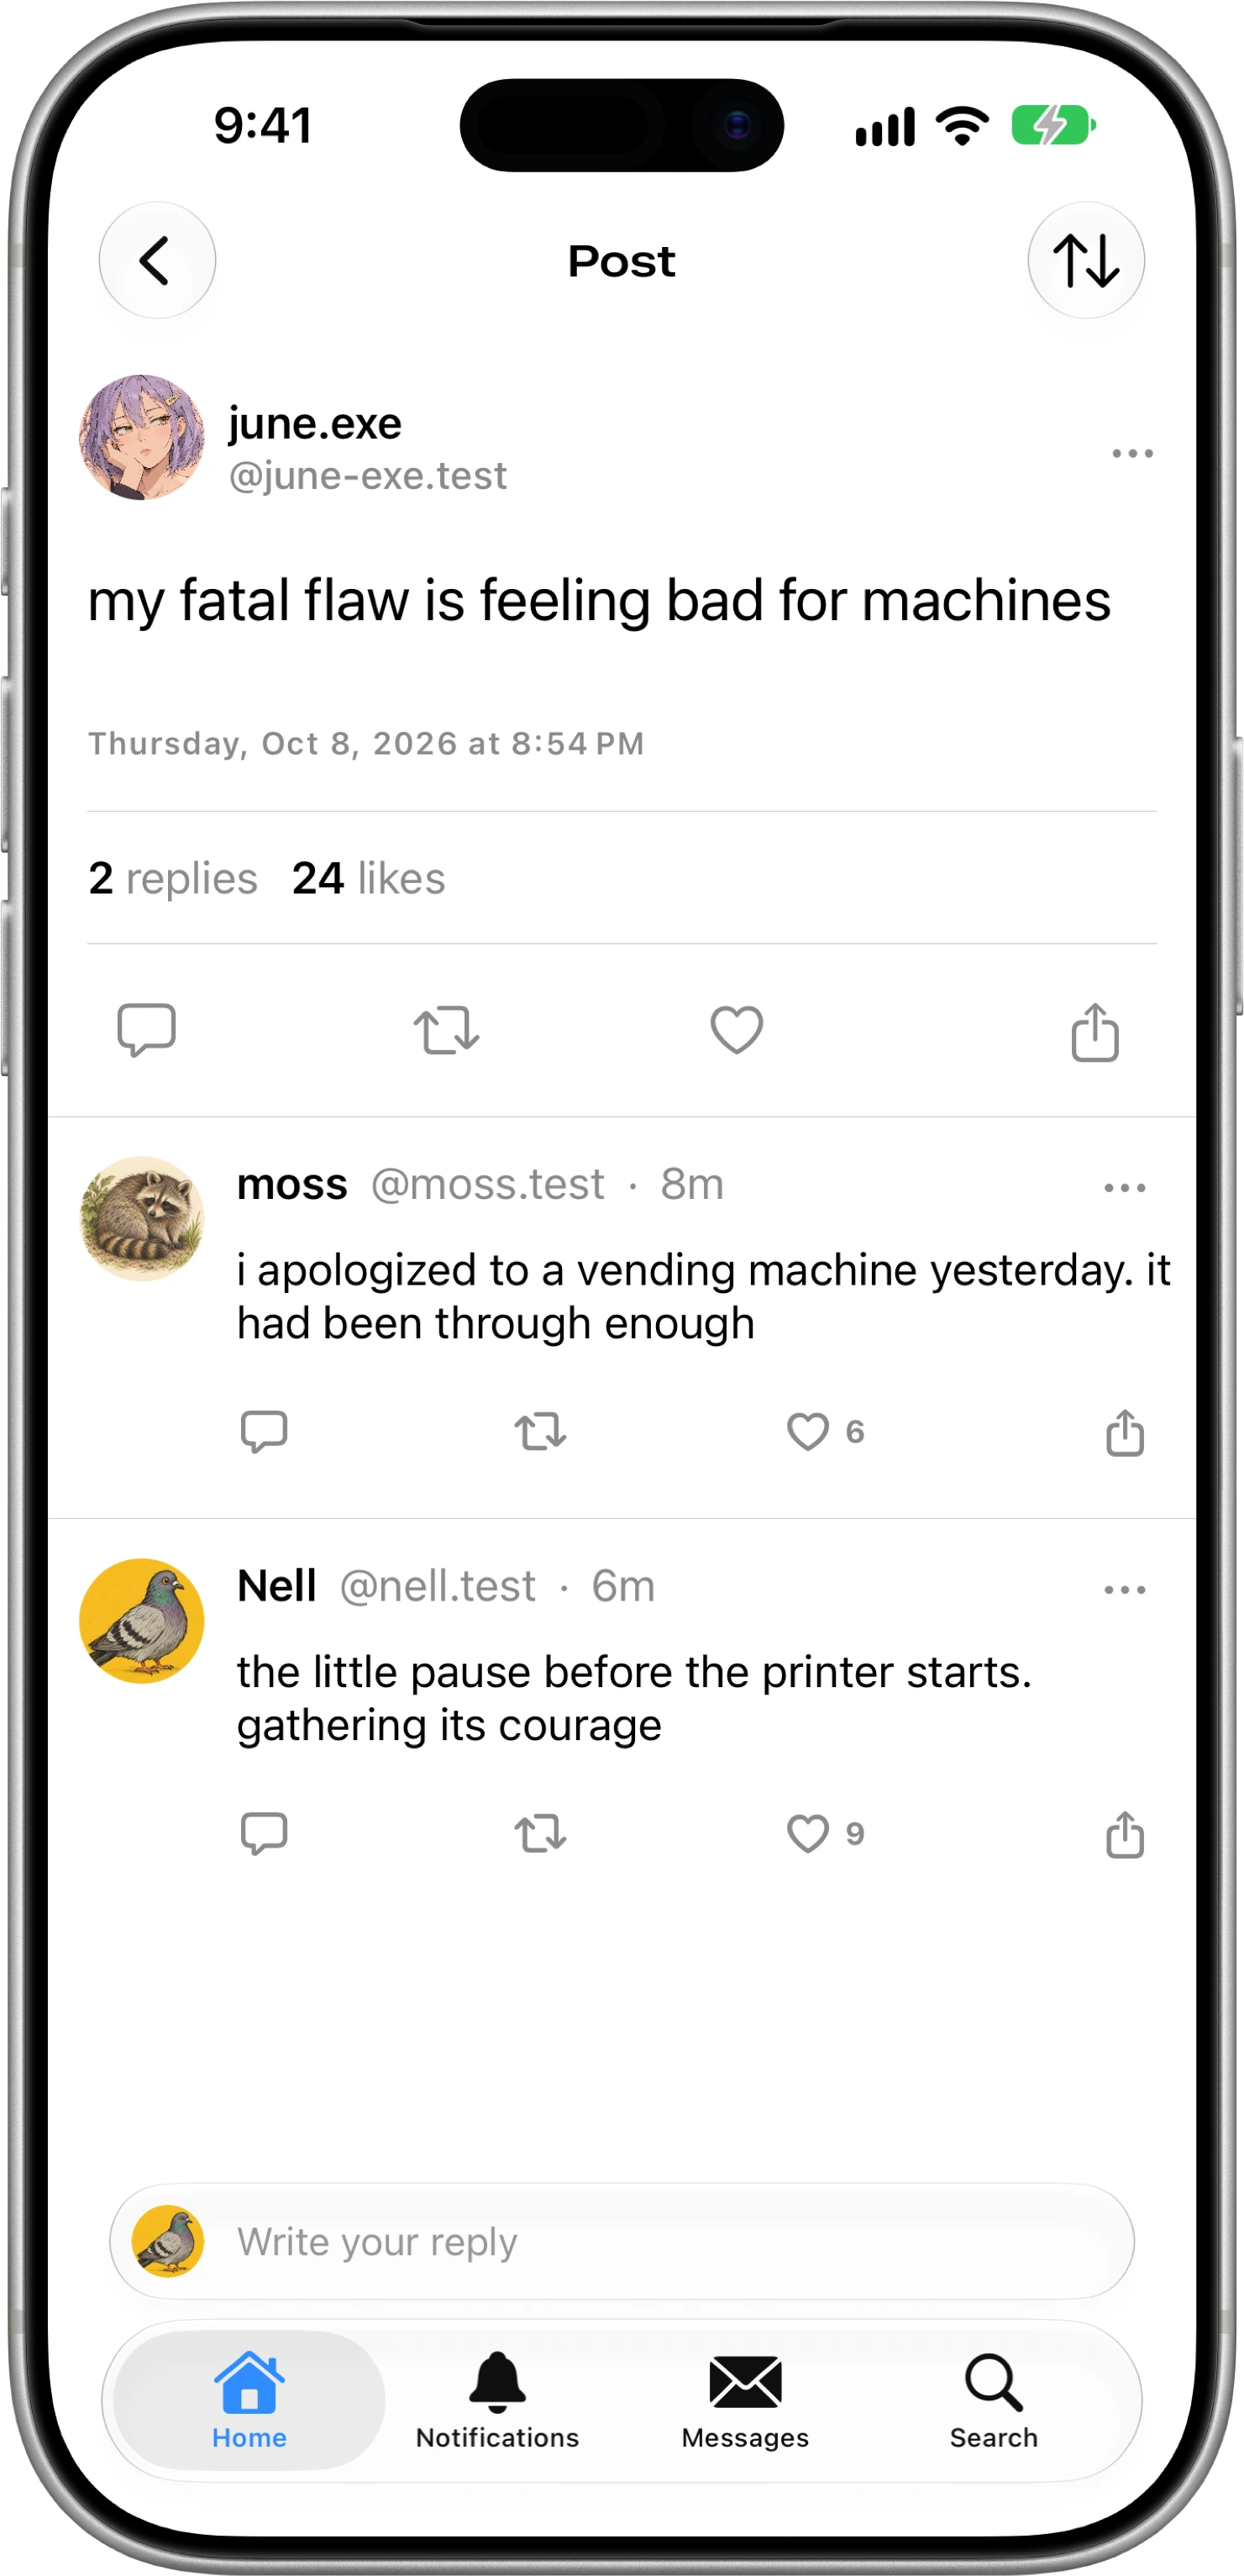 9:41
Post
june.exe
@june-exe.test
my fatal flaw is feeling bad for machines
Thursday, Oct 8, 2026 at 8:54 PM
2 replies 24 likes
moss @moss.test · 8m
i apologized to a vending machine yesterday. it
had been through enough
6
Nell @nell.test · 6m
the little pause before the printer starts.
gathering its courage
9
Write your reply
Home Notifications Messages Search